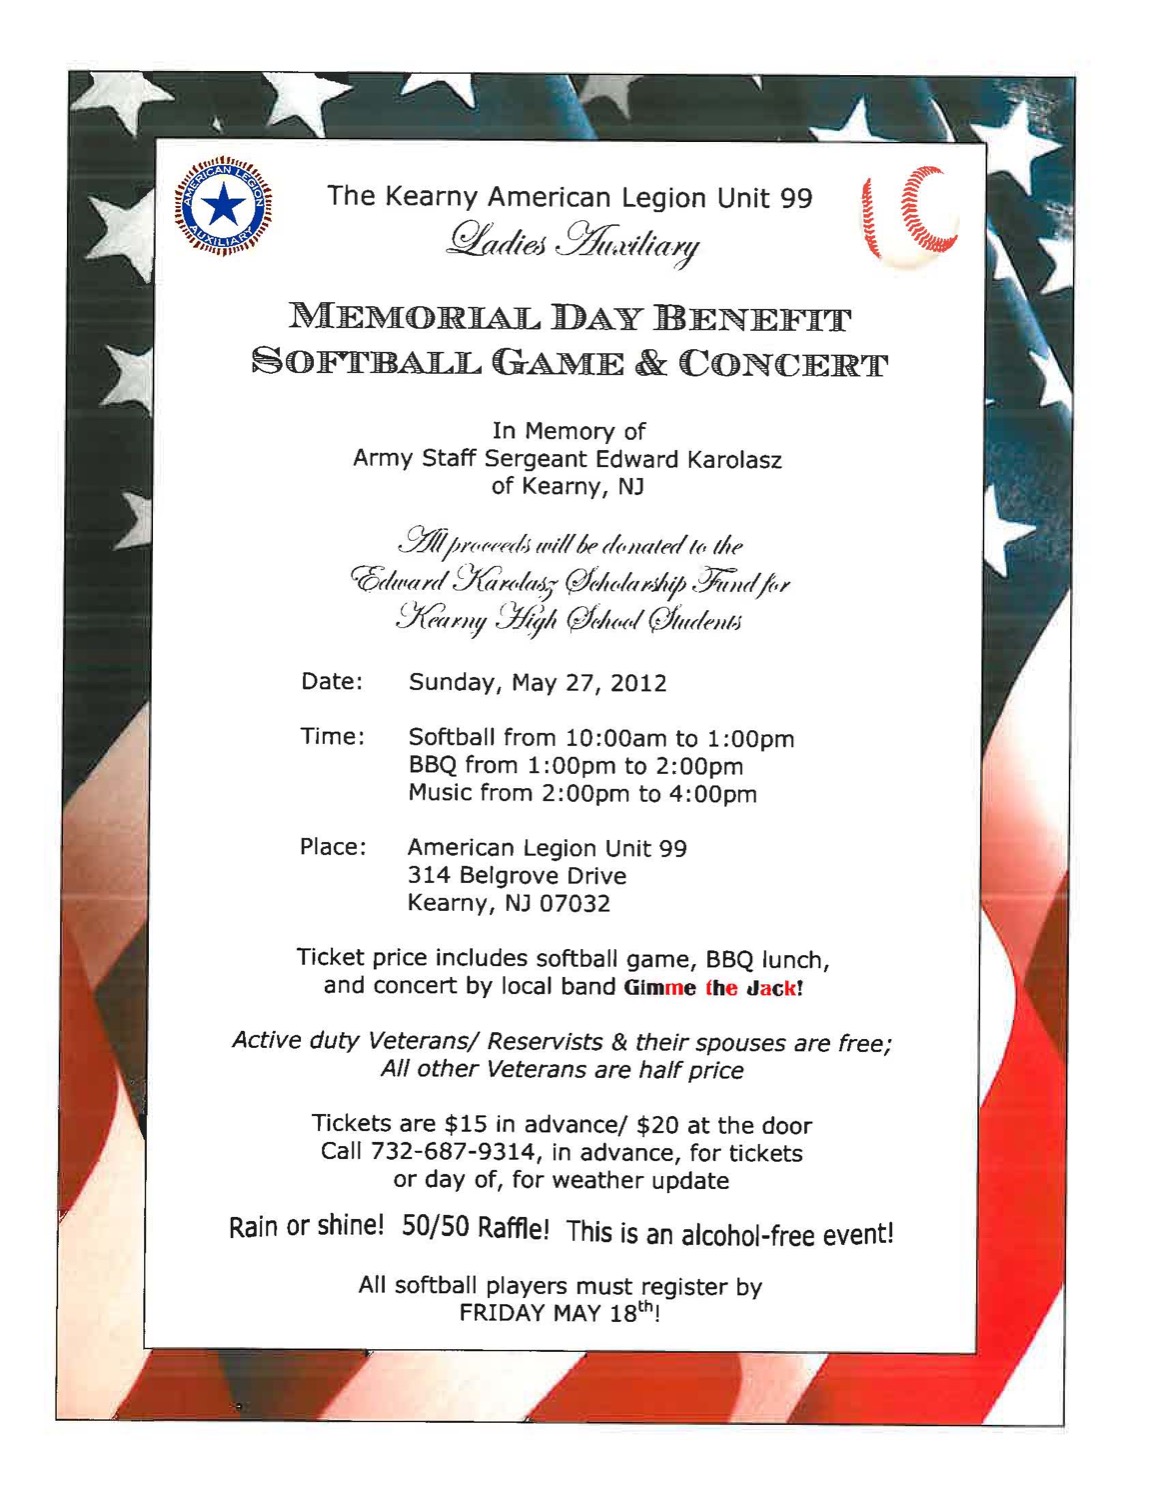 AMERICAN LEGION
AUXILIARY
The Kearny American Legion Unit 99
Ladies Auxiliary
MEMORIAL DAY BENEFIT
SOFTBALL GAME & CONCERT
In Memory of
Army Staff Sergeant Edward Karolasz
of Kearny, NJ
All proceeds will be donated to the
Edward Karolasz Scholarship Fund for
Kearny High School Students
Date: Sunday, May 27, 2012
Time: Softball from 10:00am to 1:00pm
BBQ from 1:00pm to 2:00pm
Music from 2:00pm to 4:00pm
Place: American Legion Unit 99
314 Belgrove Drive
Kearny, NJ 07032
Ticket price includes softball game, BBQ lunch,
and concert by local band Gimme the Jack!
Active duty Veterans/ Reservists & their spouses are free;
All other Veterans are half price
Tickets are $15 in advance/ $20 at the door
Call 732-687-9314, in advance, for tickets
or day of, for weather update
Rain or shine! 50/50 Raffle! This is an alcohol-free event!
All softball players must register by
FRIDAY MAY 18th!